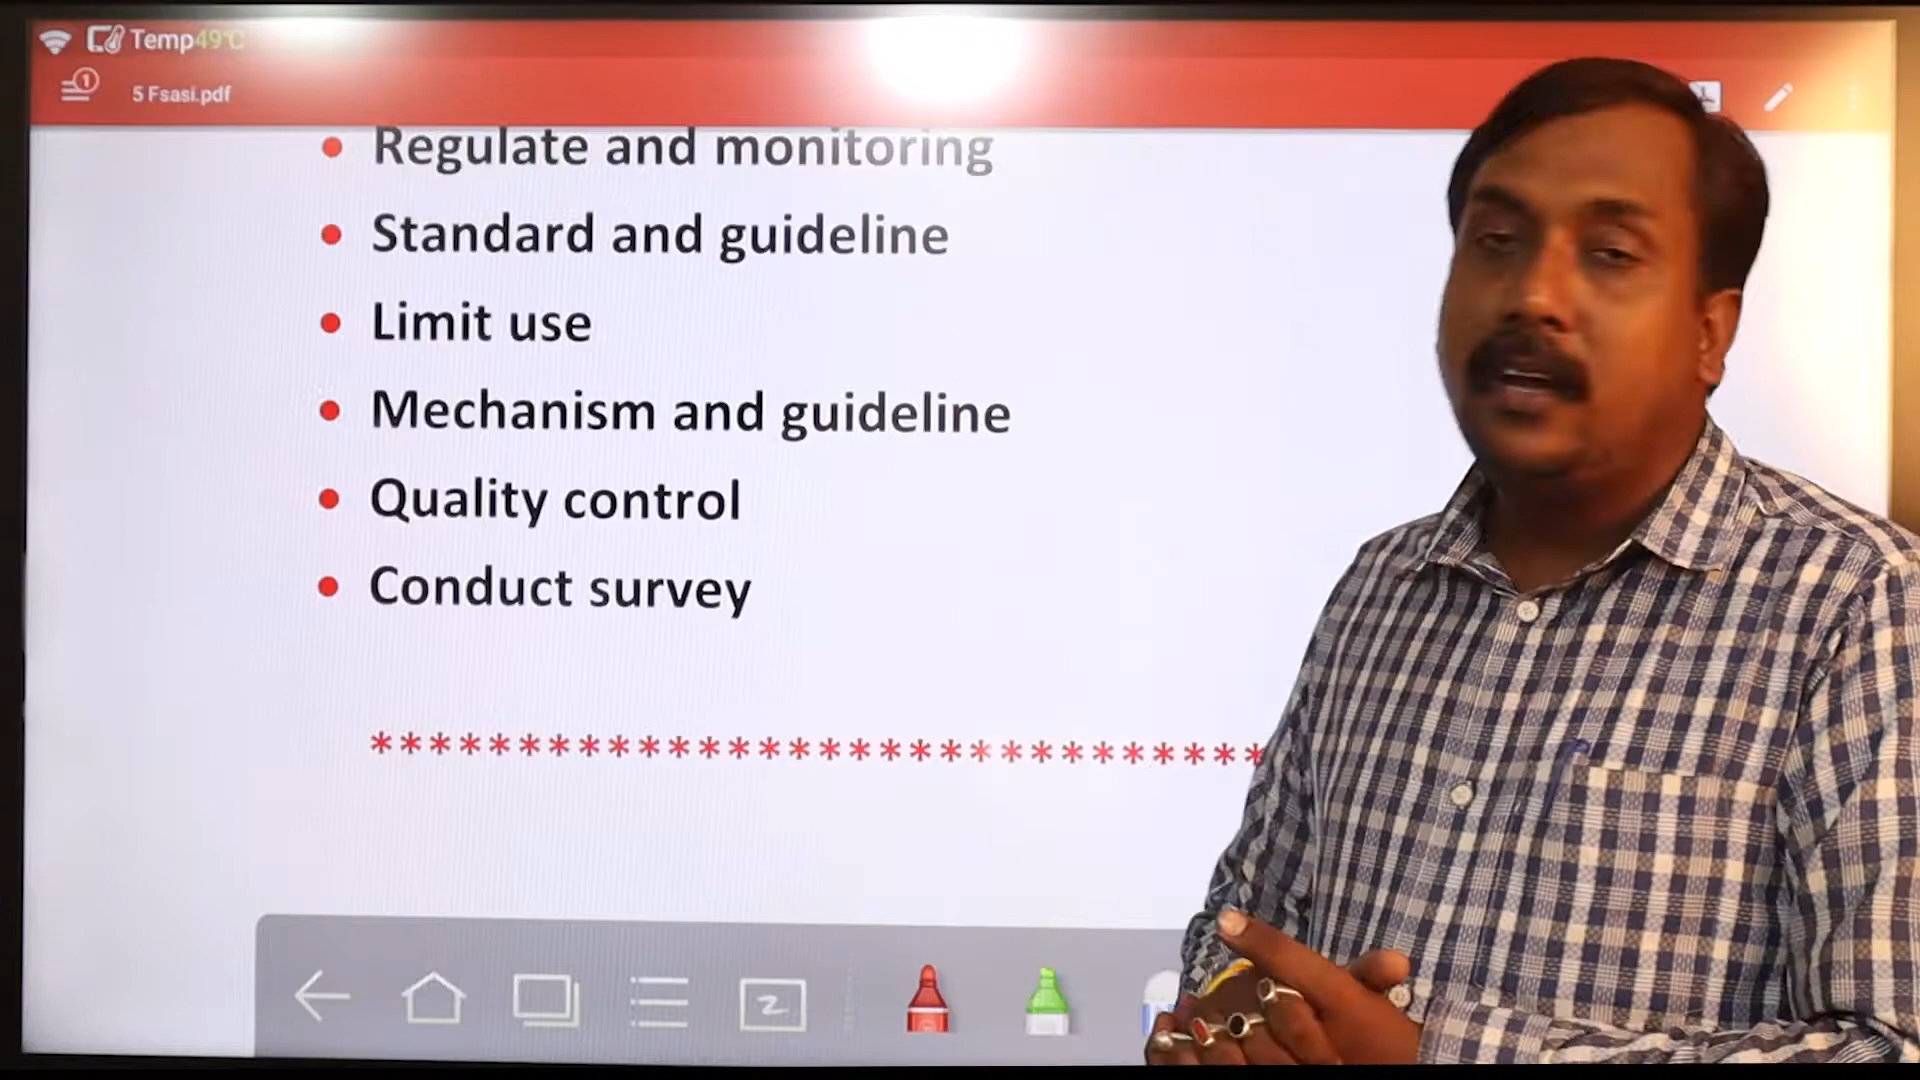 Temp49°C
5 Fsasi.pdf
Regulate and monitoring
Standard and guideline
Limit use
Mechanism and guideline
Quality control
Conduct survey
******************************